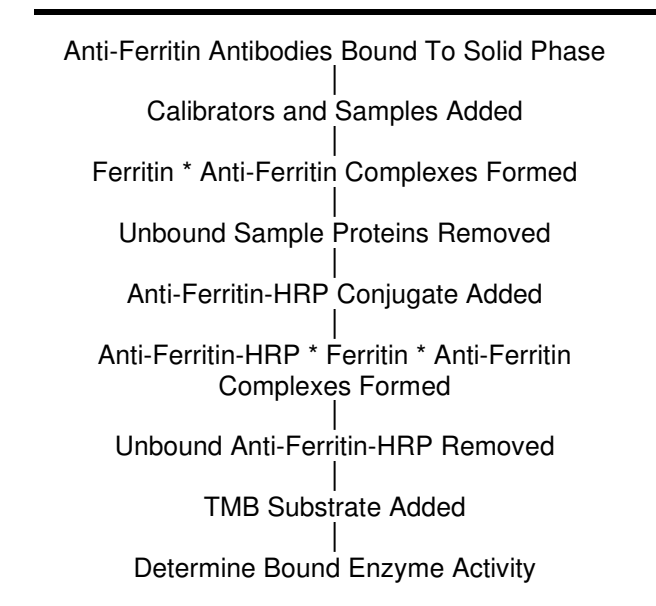 Anti-Ferritin Antibodies Bound To Solid Phase
Calibrators and Samples Added
Ferritin * Anti-Ferritin Complexes Formed
Unbound Sample Proteins Removed
Anti-Ferritin-HRP Conjugate Added
Anti-Ferritin-HRP * Ferritin * Anti-Ferritin
Complexes Formed
Unbound Anti-Ferritin-HRP Removed
TMB Substrate Added
Determine Bound Enzyme Activity